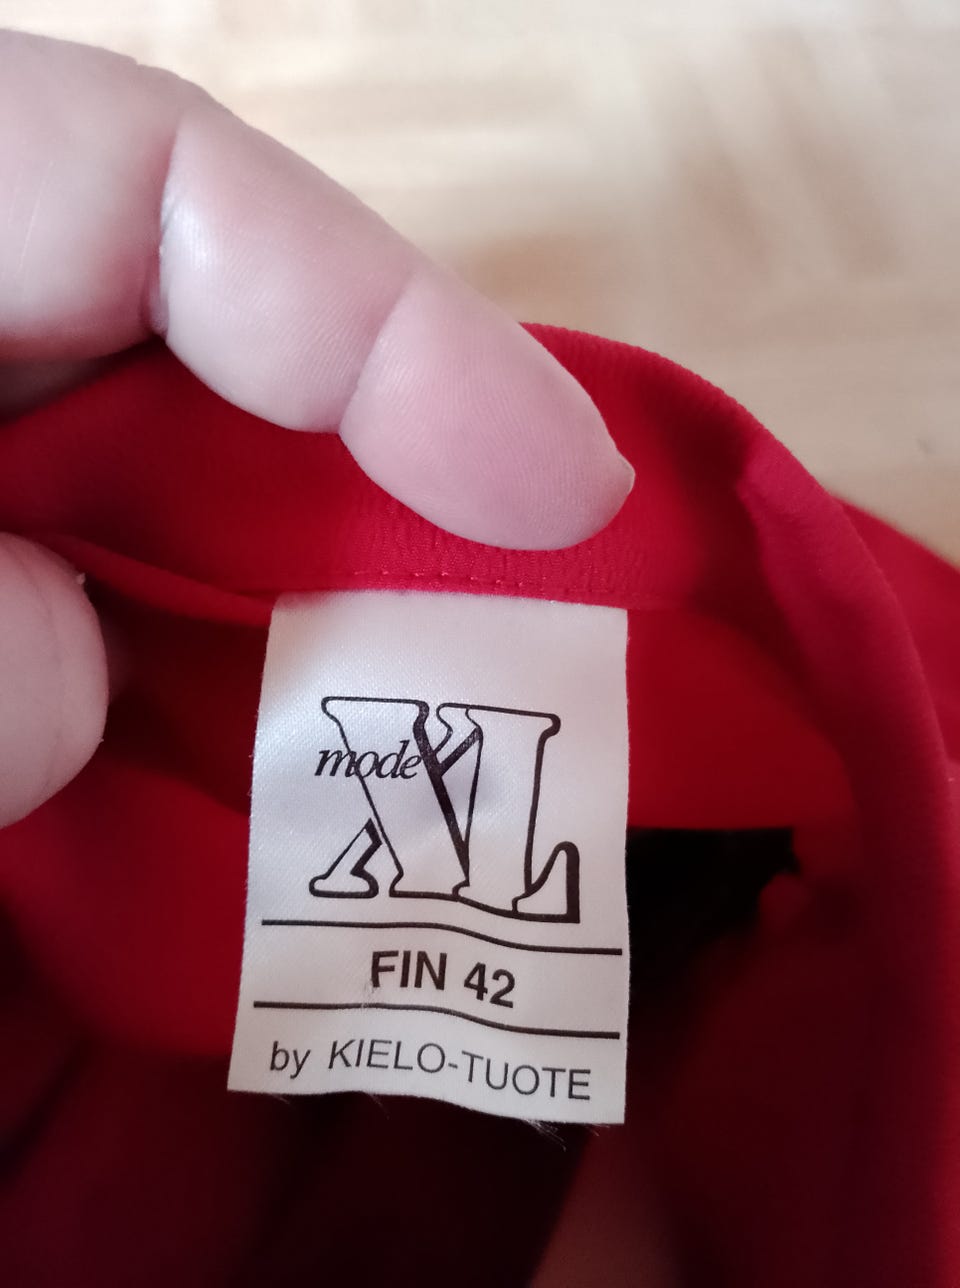 mode XL
FIN 42
by KIELO-TUOTE